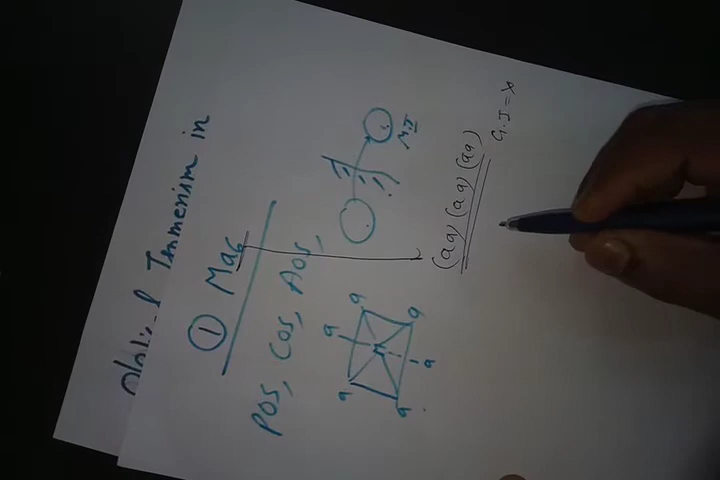 Isomerism in
① Ma6
POS, COS, AOS,
M.I
a
a
a
a
a
a
M
(aa) (aa) (aa)
G.I = X